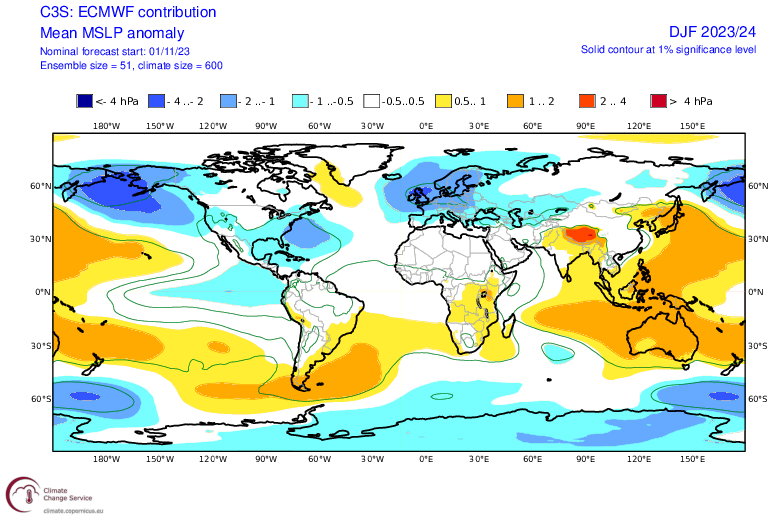 C3S: ECMWF contribution
Mean MSLP anomaly
DJF 2023/24
Nominal forecast start: 01/11/23
Solid contour at 1% significance level
Ensemble size = 51, climate size = 600
<- 4 hPa - 4 ..- 2 - 2 ..- 1 - 1 ..-0.5 -0.5..0.5 0.5.. 1 1 .. 2 2 .. 4 > 4 hPa
180°W 150°W 120°W 90°W 60°W 30°W 0°E 30°E 60°E 90°E 120°E 150°E
60°N 60°N
30°N 30°N
0°N 0°N
30°S 30°S
60°S 60°S
180°W 150°W 120°W 90°W 60°W 30°W 0°E 30°E 60°E 90°E 120°E 150°E
Climate
Change Service
climate.copernicus.eu